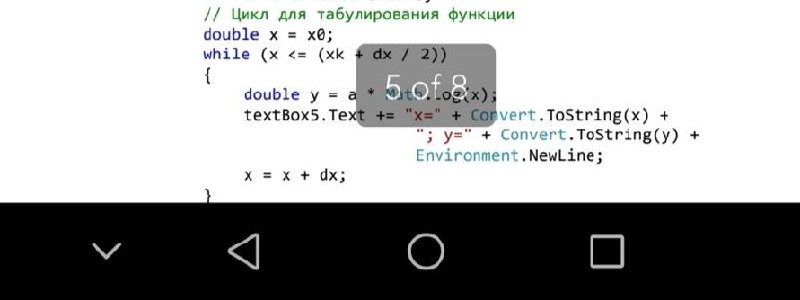 // Цикл для табулирования функции
double x = x0;
while (x <= (xk + dx / 2))
{
double y = a * Math.Log(x);
5 of 8
textBox5.Text += "x=" + Convert.ToString(x) +
"; y=" + Convert.ToString(y) +
Environment.NewLine;
x = x + dx;
}